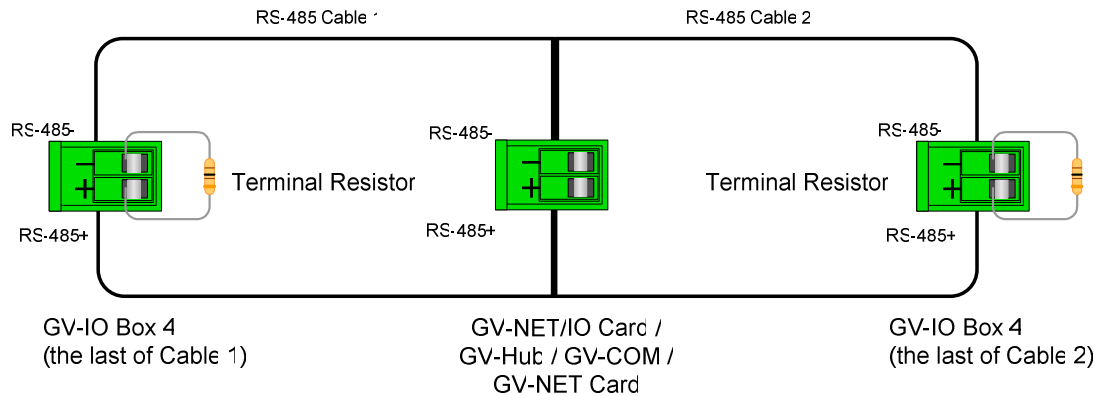 RS-485 Cable 1
RS-485 Cable 2
RS-485-
RS-485-
RS-485-
−
−
−
+
+
+
Terminal Resistor
Terminal Resistor
RS-485+
RS-485+
RS-485+
GV-IO Box 4
(the last of Cable 1)
GV-NET/IO Card /
GV-Hub / GV-COM /
GV-NET Card
GV-IO Box 4
(the last of Cable 2)